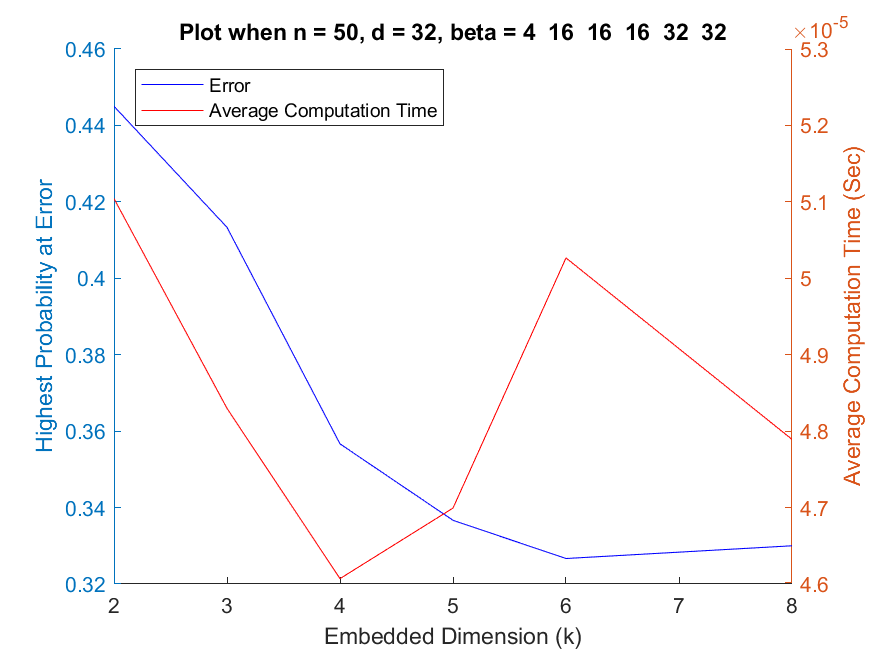 Plot when n = 50, d = 32, beta = 4  16  16  16  32  32
×10⁻⁵
Error
Average Computation Time
0.46
0.44
0.42
0.4
0.38
0.36
0.34
0.32
Highest Probability at Error
5.3
5.2
5.1
5
4.9
4.8
4.7
4.6
Average Computation Time (Sec)
2 3 4 5 6 7 8
Embedded Dimension (k)